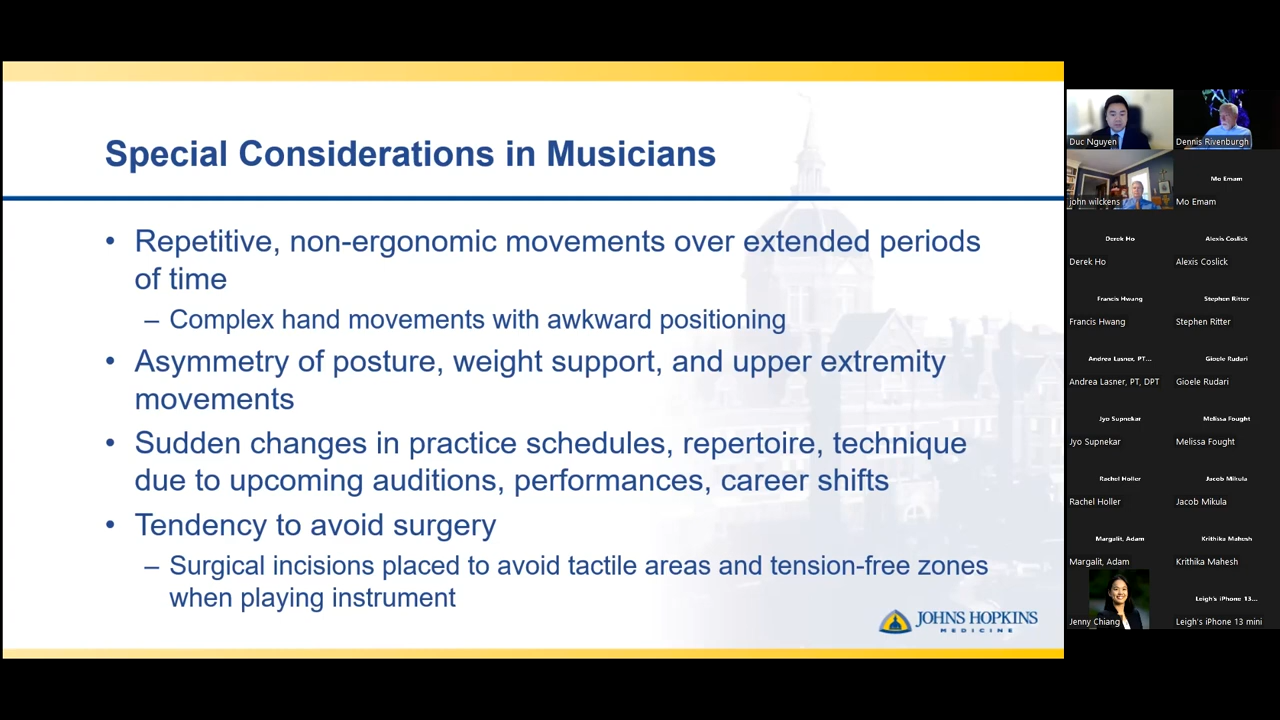 Special Considerations in Musicians
• Repetitive, non-ergonomic movements over extended periods
of time
– Complex hand movements with awkward positioning
• Asymmetry of posture, weight support, and upper extremity
movements
• Sudden changes in practice schedules, repertoire, technique
due to upcoming auditions, performances, career shifts
• Tendency to avoid surgery
– Surgical incisions placed to avoid tactile areas and tension-free zones
when playing instrument
JOHNS HOPKINS
MEDICINE
Duc Nguyen
Dennis Rivenburgh
john wilckens
Mo Emam
Mo Emam
Derek Ho
Alexis Coslick
Derek Ho
Alexis Coslick
Francis Hwang
Stephen Ritter
Francis Hwang
Stephen Ritter
Andrea Lasner, PT...
Gioele Rudari
Andrea Lasner, PT, DPT
Gioele Rudari
Jyo Supnekar
Melissa Fought
Jyo Supnekar
Melissa Fought
Rachel Holler
Jacob Mikula
Rachel Holler
Jacob Mikula
Margalit, Adam
Krithika Mahesh
Margalit, Adam
Krithika Mahesh
Leigh's iPhone 13...
Jenny Chiang
Leigh's iPhone 13 mini